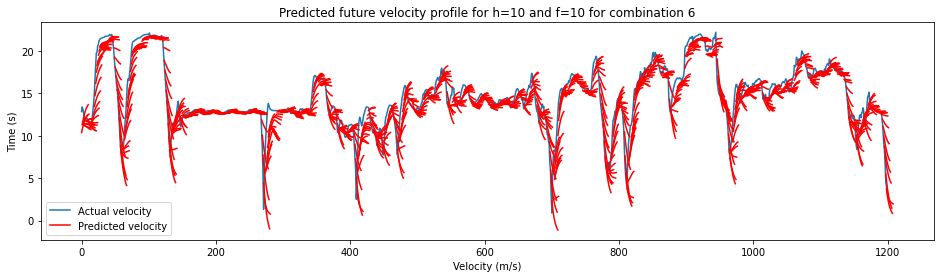 Predicted future velocity profile for h=10 and f=10 for combination 6
Time (s)
20
15
10
5
0
Actual velocity
Predicted velocity
0
200
400
600
800
1000
1200
Velocity (m/s)